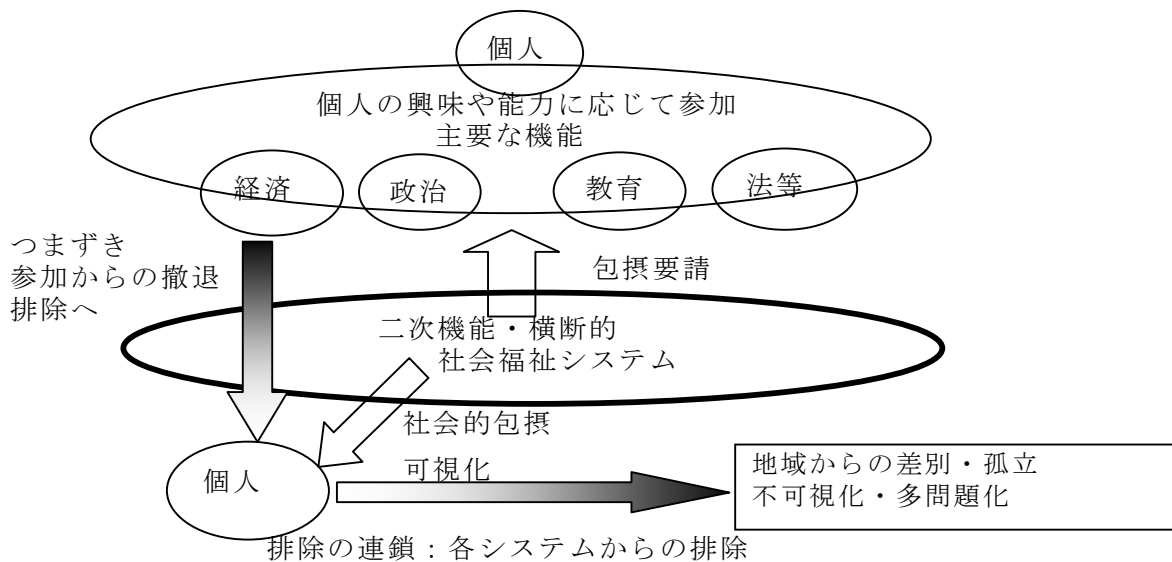 個人
個人の興味や能力に応じて参加
主要な機能
経済
政治
教育
法等
つまずき
参加からの撤退
排除へ
包摂要請
二次機能・横断的
社会福祉システム
社会的包摂
個人
可視化
地域からの差別・孤立
不可視化・多問題化
排除の連鎖：各システムからの排除